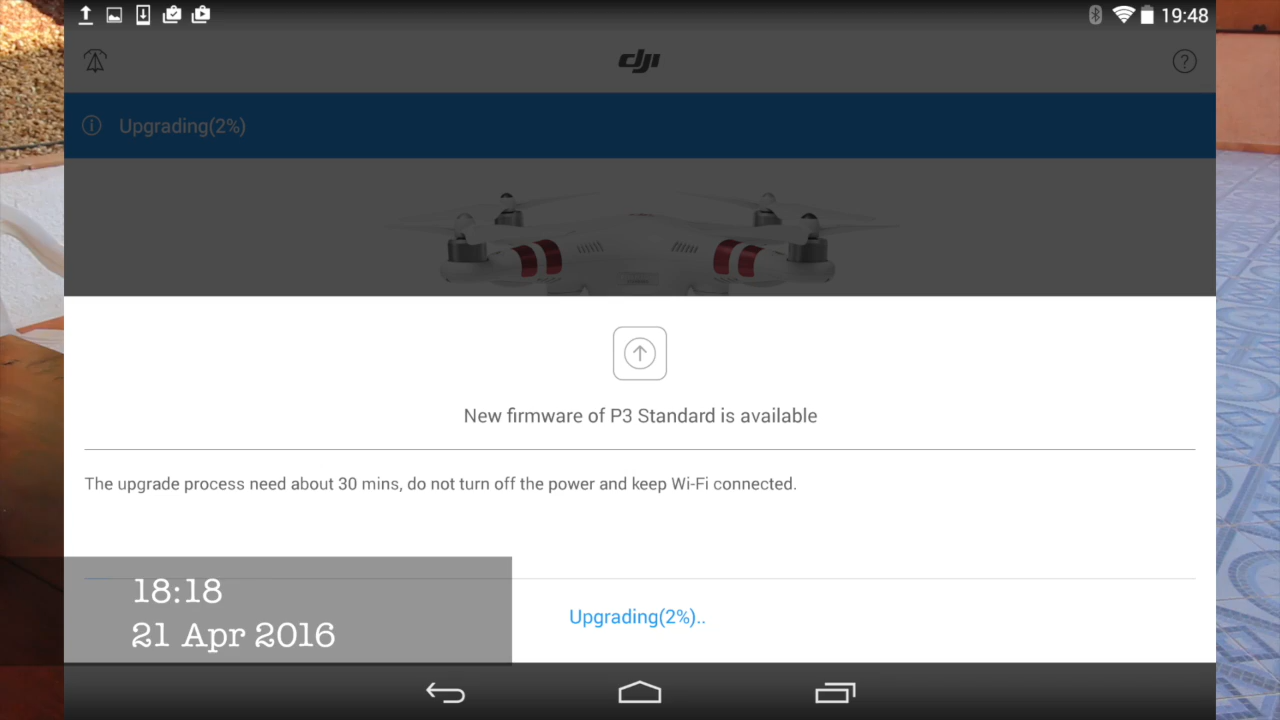 19:48
dji
Upgrading(2%)
New firmware of P3 Standard is available
The upgrade process need about 30 mins, do not turn off the power and keep Wi-Fi connected.
Upgrading(2%)..
18:18
21 Apr 2016